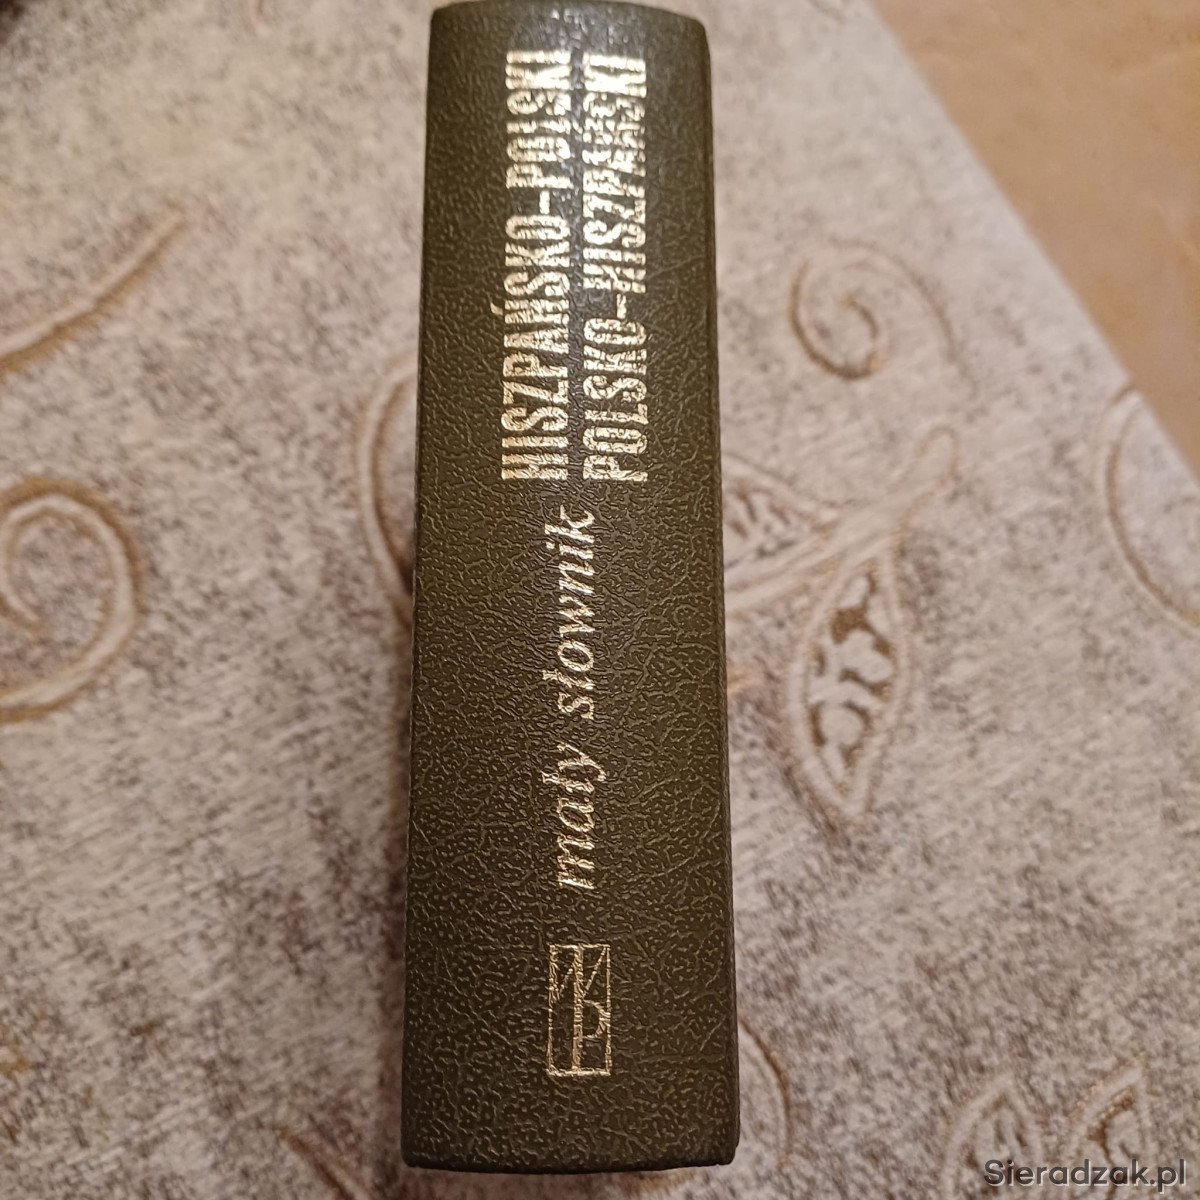 mały słownik
HISZPAŃSKO-POLSKI
POLSKO-HISZPAŃSKI
WP
Sieradzak.pl